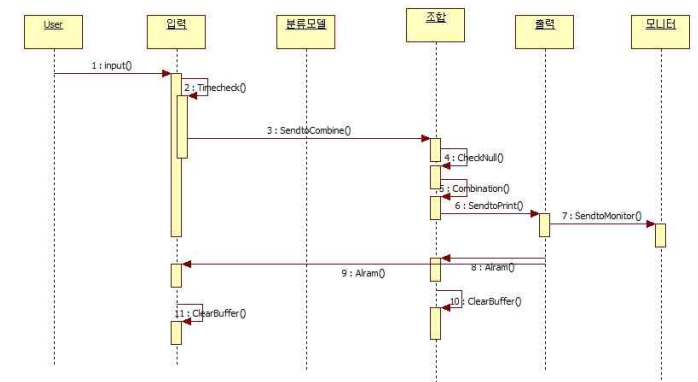 User
입력
분류모델
조합
출력
모니터
1 : input()
2 : Timecheck()
3 : SendtoCombine()
4 : CheckNull()
5 : Combination()
6 : SendtoPrint()
7 : SendtoMonitor()
8 : Alram()
9 : Alram()
10 : ClearBuffer()
11 : ClearBuffer()